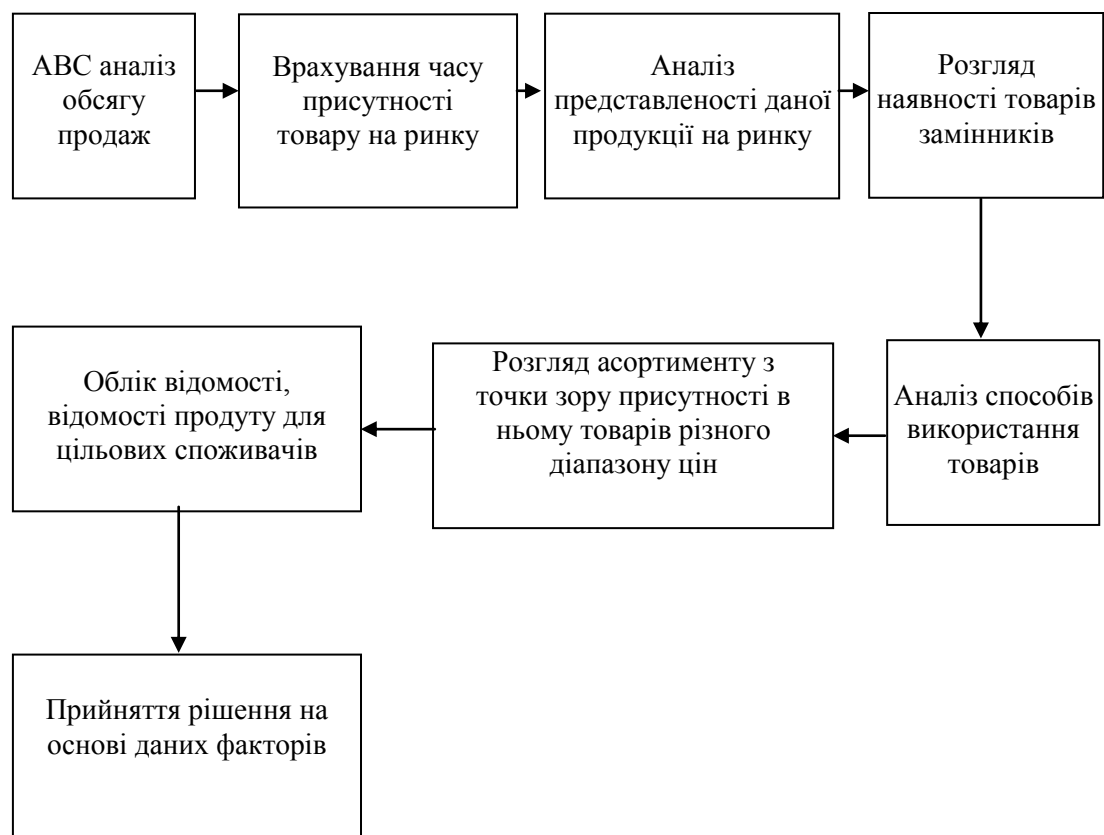 АВС аналіз
обсягу
продаж
Врахування часу
присутності
товару на ринку
Аналіз
представленості даної
продукції на ринку
Розгляд
наявності товарів
замінників
Аналіз способів
використання
товарів
Розгляд асортименту з
точки зору присутності в
ньому товарів різного
діапазону цін
Облік відомості,
відомості продуту для
цільових споживачів
Прийняття рішення на
основі даних факторів